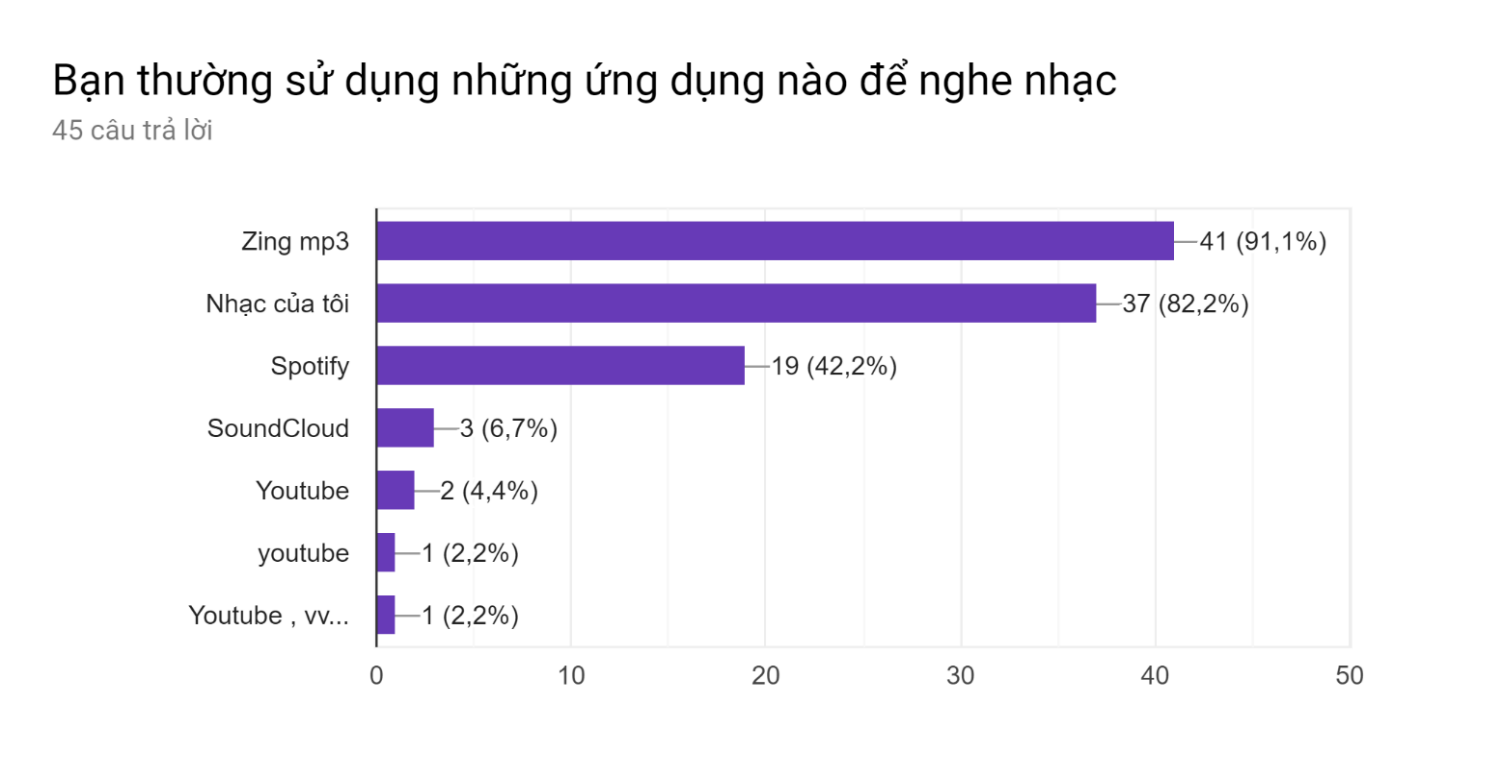 Bạn thường sử dụng những ứng dụng nào để nghe nhạc
45 câu trả lời
Zing mp3 41 (91,1%)
Nhạc của tôi 37 (82,2%)
Spotify 19 (42,2%)
SoundCloud 3 (6,7%)
Youtube 2 (4,4%)
youtube 1 (2,2%)
Youtube , vv... 1 (2,2%)
0 10 20 30 40 50